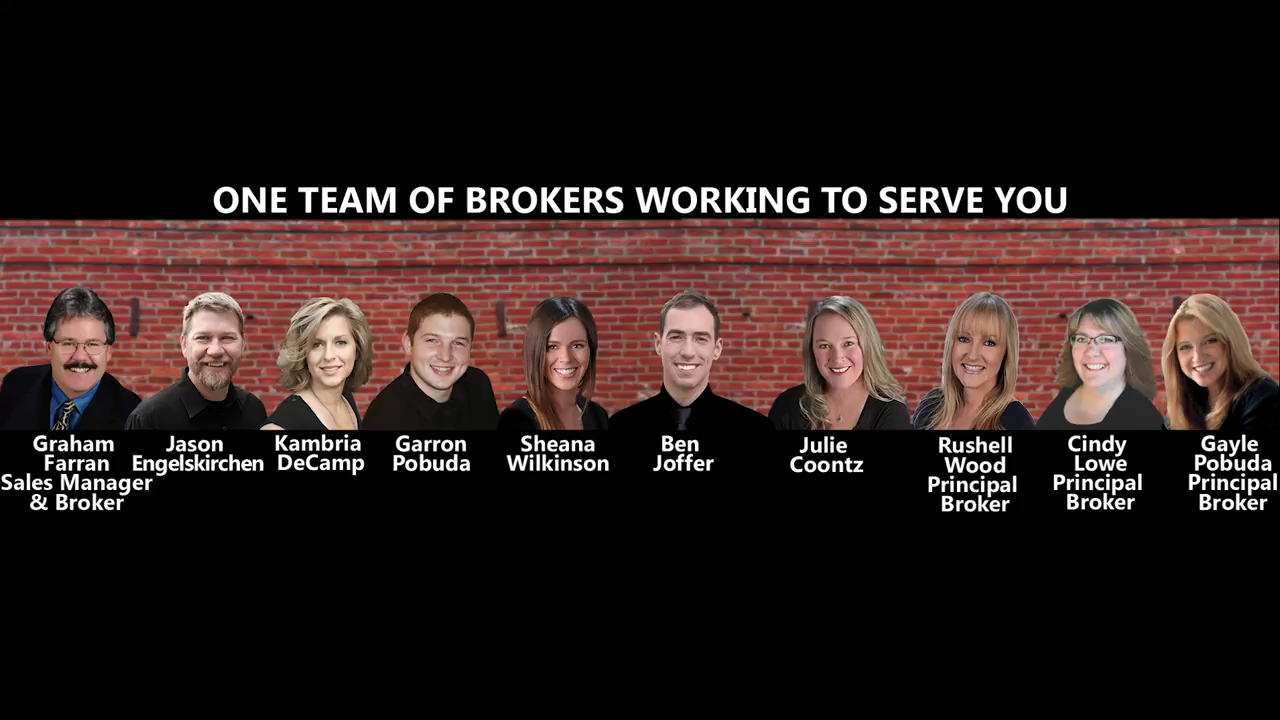 ONE TEAM OF BROKERS WORKING TO SERVE YOU
Graham
Farran
Sales Manager
& Broker
Jason
Engelskirchen
Kambria
DeCamp
Garron
Pobuda
Sheana
Wilkinson
Ben
Joffer
Julie
Coontz
Rushell
Wood
Principal
Broker
Cindy
Lowe
Principal
Broker
Gayle
Pobuda
Principal
Broker